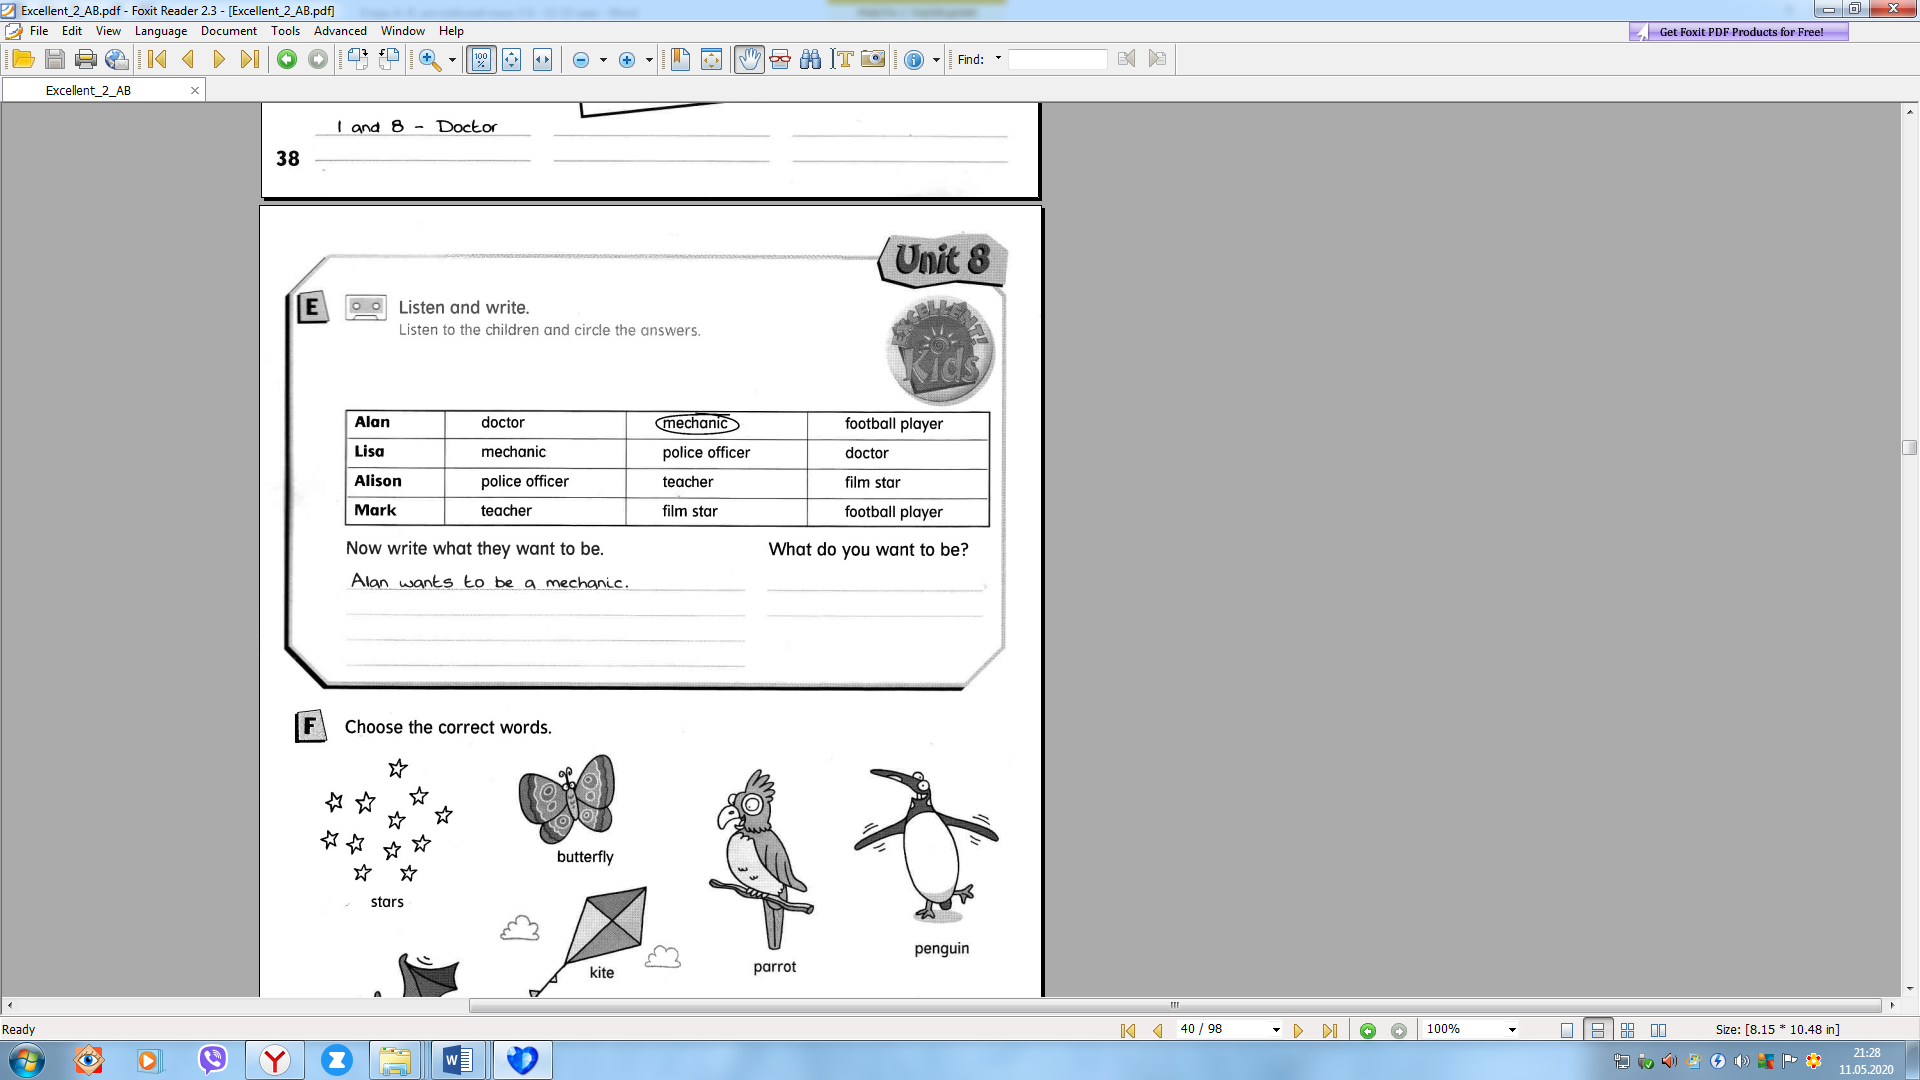 Excellent_2_AB.pdf - Foxit Reader 2.3 - [Excellent_2_AB.pdf]
File Edit View Language Document Tools Advanced Window Help
Get Foxit PDF Products for Free!
100 %
Find:
Excellent_2_AB
1 and 8 - Doctor
38
Unit 8
E Listen and write.
Listen to the children and circle the answers.
EXCELLENT!
Kids
Alan doctor mechanic football player
Lisa mechanic police officer doctor
Alison police officer teacher film star
Mark teacher film star football player
Now write what they want to be. What do you want to be?
Alan wants to be a mechanic.
F Choose the correct words.
butterfly
stars
penguin
parrot
kite
Ready
40 / 98
100%
Size: [8.15 * 10.48 in]
21:28
11.05.2020